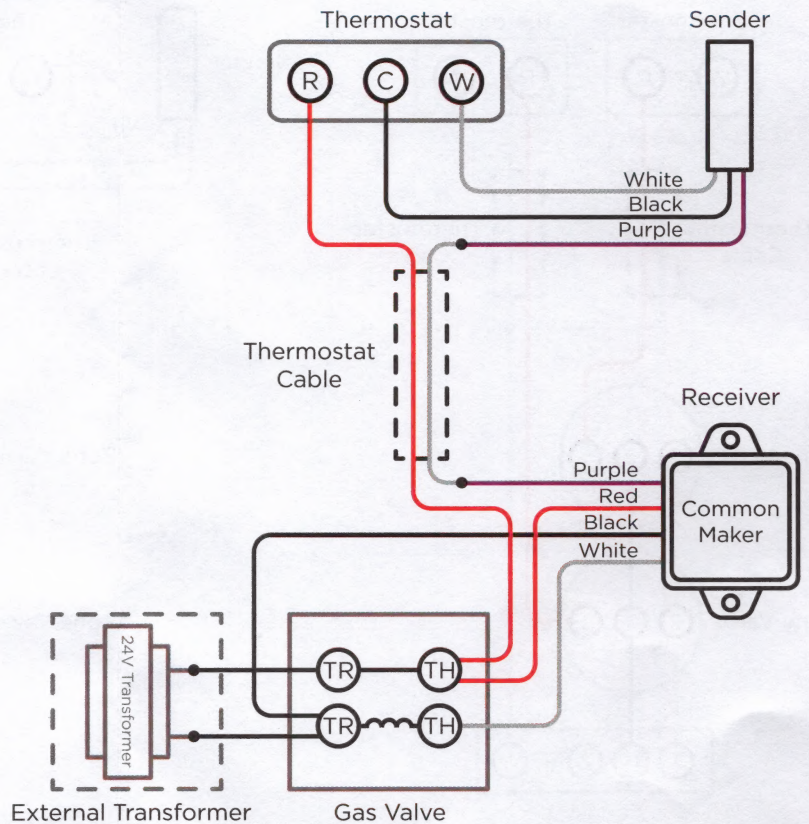 Thermostat
Sender
R
C
W
White
Black
Purple
Thermostat
Cable
Receiver
Purple
Red
Black
White
Common
Maker
24V Transformer
TR
TH
TR
TH
External Transformer
Gas Valve